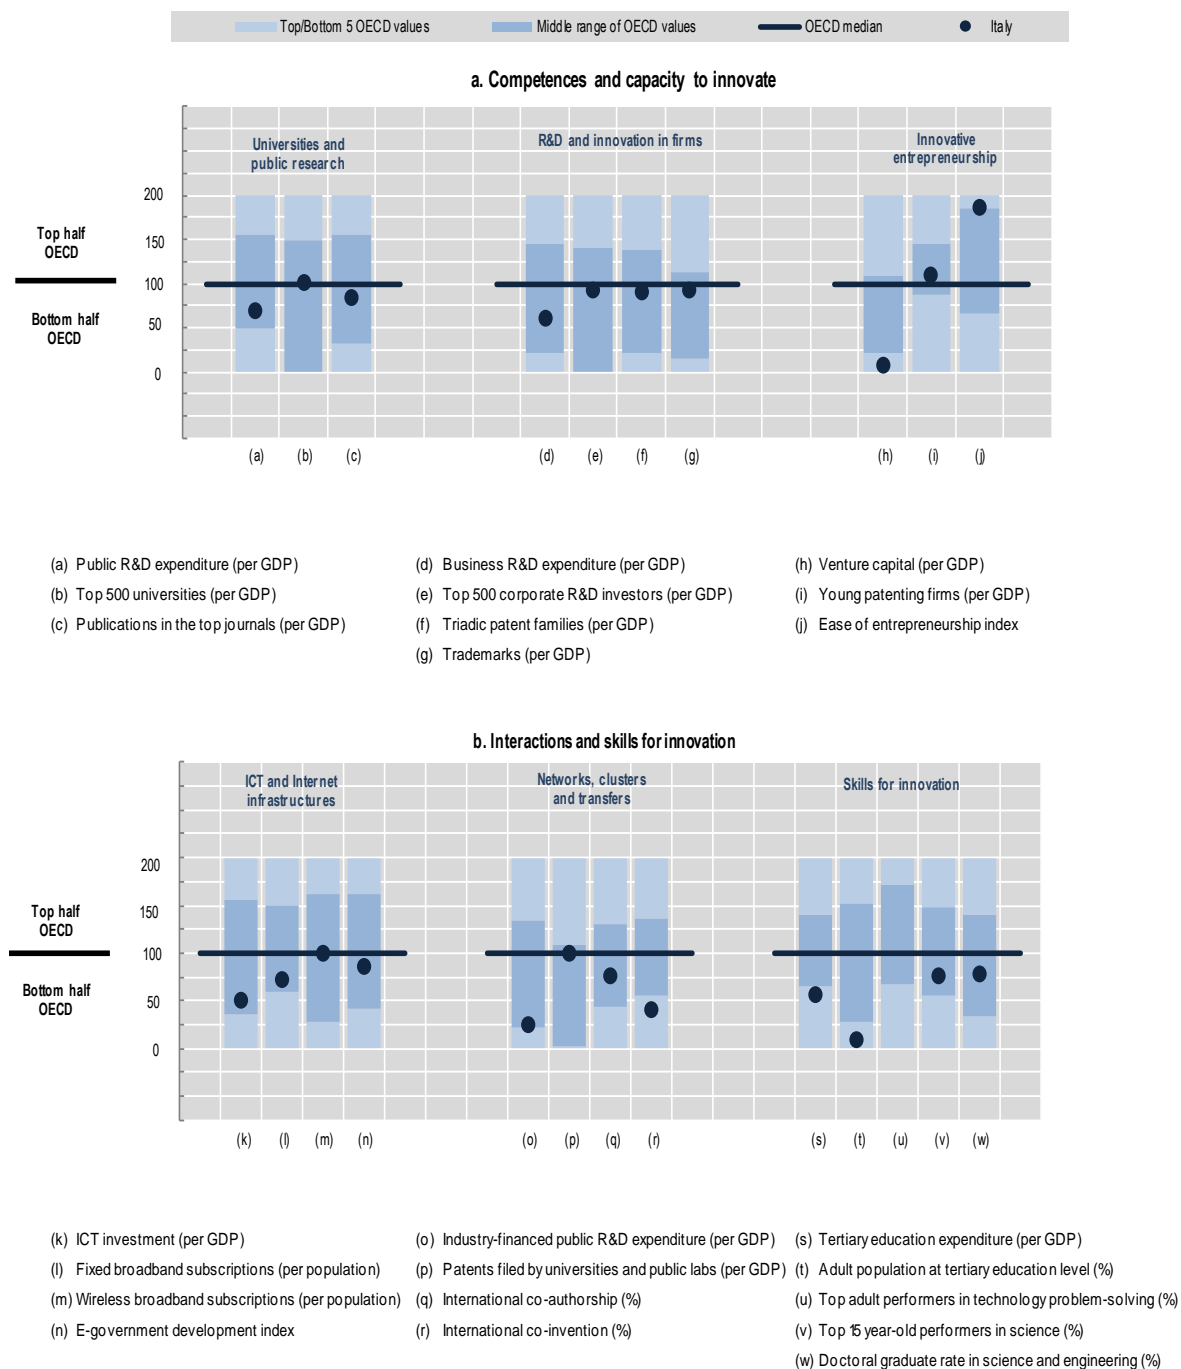 Top/Bottom 5 OECD values Middle range of OECD values OECD median Italy
a. Competences and capacity to innovate
Universities and
public research
R&D and innovation in firms
Innovative
entrepreneurship
200
150
100
50
0
Top half
OECD
Bottom half
OECD
(a) (b) (c) (d) (e) (f) (g) (h) (i) (j)
(a) Public R&D expenditure (per GDP)
(b) Top 500 universities (per GDP)
(c) Publications in the top journals (per GDP)
(d) Business R&D expenditure (per GDP)
(e) Top 500 corporate R&D investors (per GDP)
(f) Triadic patent families (per GDP)
(g) Trademarks (per GDP)
(h) Venture capital (per GDP)
(i) Young patenting firms (per GDP)
(j) Ease of entrepreneurship index
b. Interactions and skills for innovation
ICT and Internet
infrastructures
Networks, clusters
and transfers
Skills for innovation
200
150
100
50
0
Top half
OECD
Bottom half
OECD
(k) (l) (m) (n) (o) (p) (q) (r) (s) (t) (u) (v) (w)
(k) ICT investment (per GDP)
(l) Fixed broadband subscriptions (per population)
(m) Wireless broadband subscriptions (per population)
(n) E-government development index
(o) Industry-financed public R&D expenditure (per GDP)
(p) Patents filed by universities and public labs (per GDP)
(q) International co-authorship (%)
(r) International co-invention (%)
(s) Tertiary education expenditure (per GDP)
(t) Adult population at tertiary education level (%)
(u) Top adult performers in technology problem-solving (%)
(v) Top 15 year-old performers in science (%)
(w) Doctoral graduate rate in science and engineering (%)